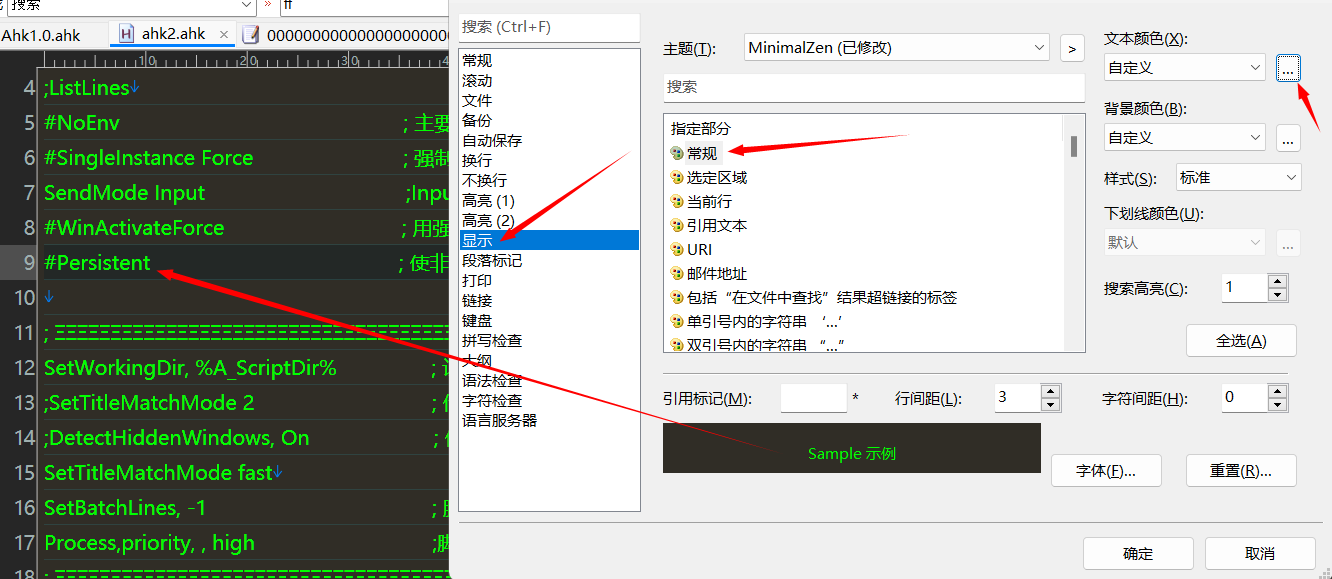 搜索
»
ff
Ahk1.0.ahk
ahk2.ahk
×
10
20
30
4 ;ListLines↓
5 #NoEnv ; 主要
6 #SingleInstance Force ; 强制
7 SendMode Input ;Inpu
8 #WinActivateForce ; 用强
9 #Persistent ; 使非
10 ↓
12 SetWorkingDir, %A_ScriptDir% ;
13 ;SetTitleMatchMode 2 ;
14 ;DetectHiddenWindows, On ;
15 SetTitleMatchMode fast↓
16 SetBatchLines, -1 ;
17 Process,priority, , high ;脚
18
搜索 (Ctrl+F)
常规
滚动
文件
备份
自动保存
换行
不换行
高亮 (1)
高亮 (2)
显示
段落标记
打印
链接
键盘
拼写检查
大纲
语法检查
字符检查
语言服务器
主题(T):
MinimalZen (已修改)
>
搜索
指定部分
常规
选定区域
当前行
引用文本
URI
邮件地址
包括“在文件中查找”结果超链接的标签
单引号内的字符串 ‘...’
双引号内的字符串 “...”
文本颜色(X):
自定义
...
背景颜色(B):
自定义
...
样式(S):
标准
下划线颜色(U):
默认
...
搜索高亮(C):
1
全选(A)
引用标记(M):
*
行间距(L):
3
字符间距(H):
0
Sample 示例
字体(F)...
重置(R)...
确定
取消